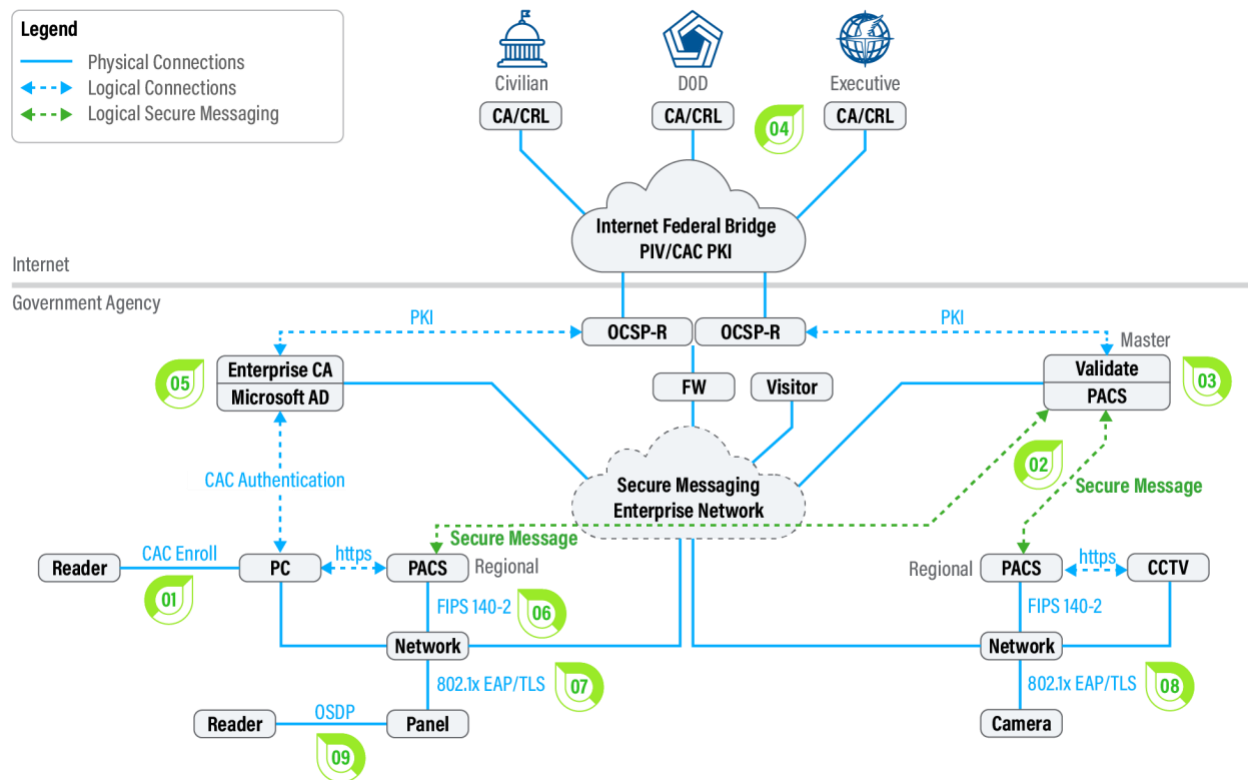 Legend
Physical Connections
Logical Connections
Logical Secure Messaging
Civilian
DOD
Executive
CA/CRL
CA/CRL
CA/CRL
04
Internet Federal Bridge
PIV/CAC PKI
Internet
Government Agency
PKI
OCSP-R
OCSP-R
PKI
Master
05
Enterprise CA
Microsoft AD
FW
Visitor
Validate
PACS
03
CAC Authentication
Secure Messaging
Enterprise Network
02
Secure Message
Secure Message
Reader
CAC Enroll
01
PC
https
PACS
Regional
Regional
PACS
https
CCTV
FIPS 140-2
06
FIPS 140-2
Network
Network
802.1x EAP/TLS
07
802.1x EAP/TLS
08
Reader
OSDP
09
Panel
Camera